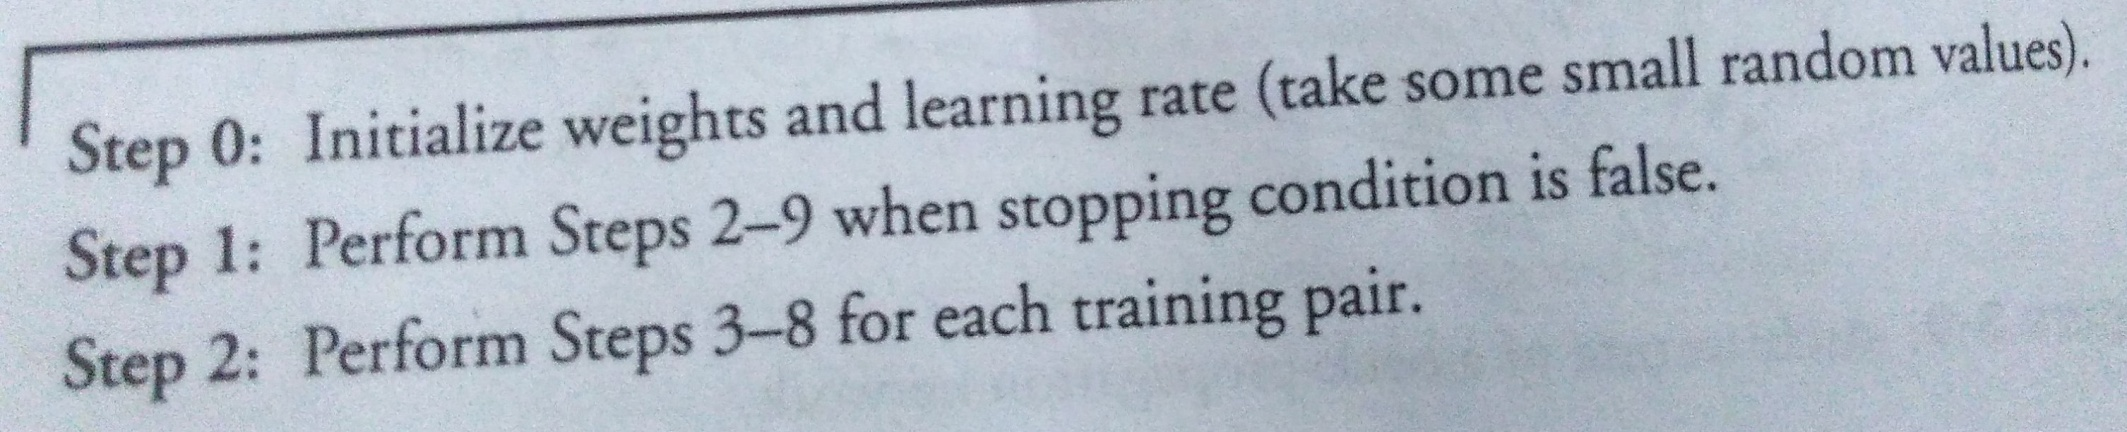 Step 0: Initialize weights and learning rate (take some small random values).
Step 1: Perform Steps 2–9 when stopping condition is false.
Step 2: Perform Steps 3–8 for each training pair.